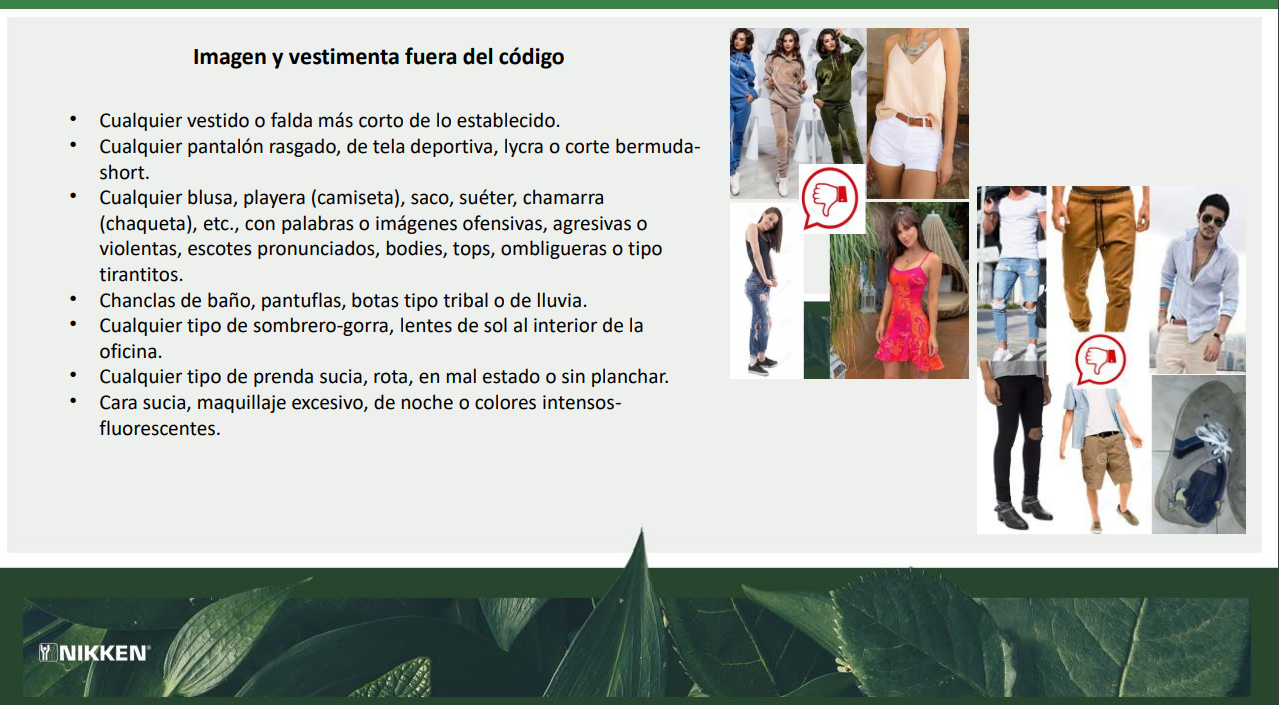 Imagen y vestimenta fuera del código
• Cualquier vestido o falda más corto de lo establecido.
• Cualquier pantalón rasgado, de tela deportiva, lycra o corte bermuda-
short.
• Cualquier blusa, playera (camiseta), saco, suéter, chamarra
(chaqueta), etc., con palabras o imágenes ofensivas, agresivas o
violentas, escotes pronunciados, bodies, tops, ombligueras o tipo
tirantitos.
• Chanclas de baño, pantuflas, botas tipo tribal o de lluvia.
• Cualquier tipo de sombrero-gorra, lentes de sol al interior de la
oficina.
• Cualquier tipo de prenda sucia, rota, en mal estado o sin planchar.
• Cara sucia, maquillaje excesivo, de noche o colores intensos-
fluorescentes.
NIKKEN®